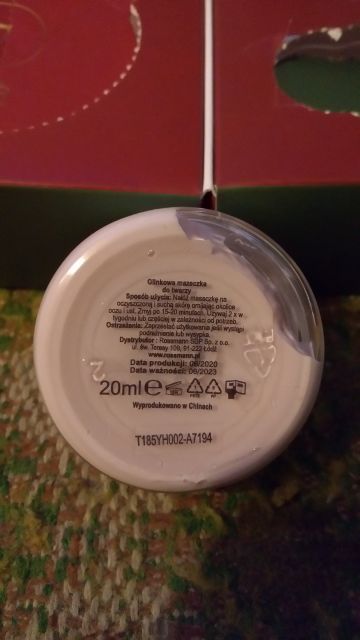 Glinkowa maseczka
do twarzy
Sposób użycia: Nałóż maseczkę na
oczyszczoną i suchą skórę omijając okolice
oczu i ust. Zmyj po 15-20 minutach. Używaj 2 x w
tygodniu lub częściej w zależności od potrzeb.
Ostrzeżenia: Zaprzestać użytkowania jeśli wystąpi
podrażnienie lub wysypka.
Dystrybutor: Rossmann SDP Sp. z o.o.
ul. św. Teresy 109, 91-222 Łódź
www.rossmann.pl
Data produkcji: 06/2020
Data ważności: 06/2023
20ml e
Wyprodukowano w Chinach
T185YH002-A7194